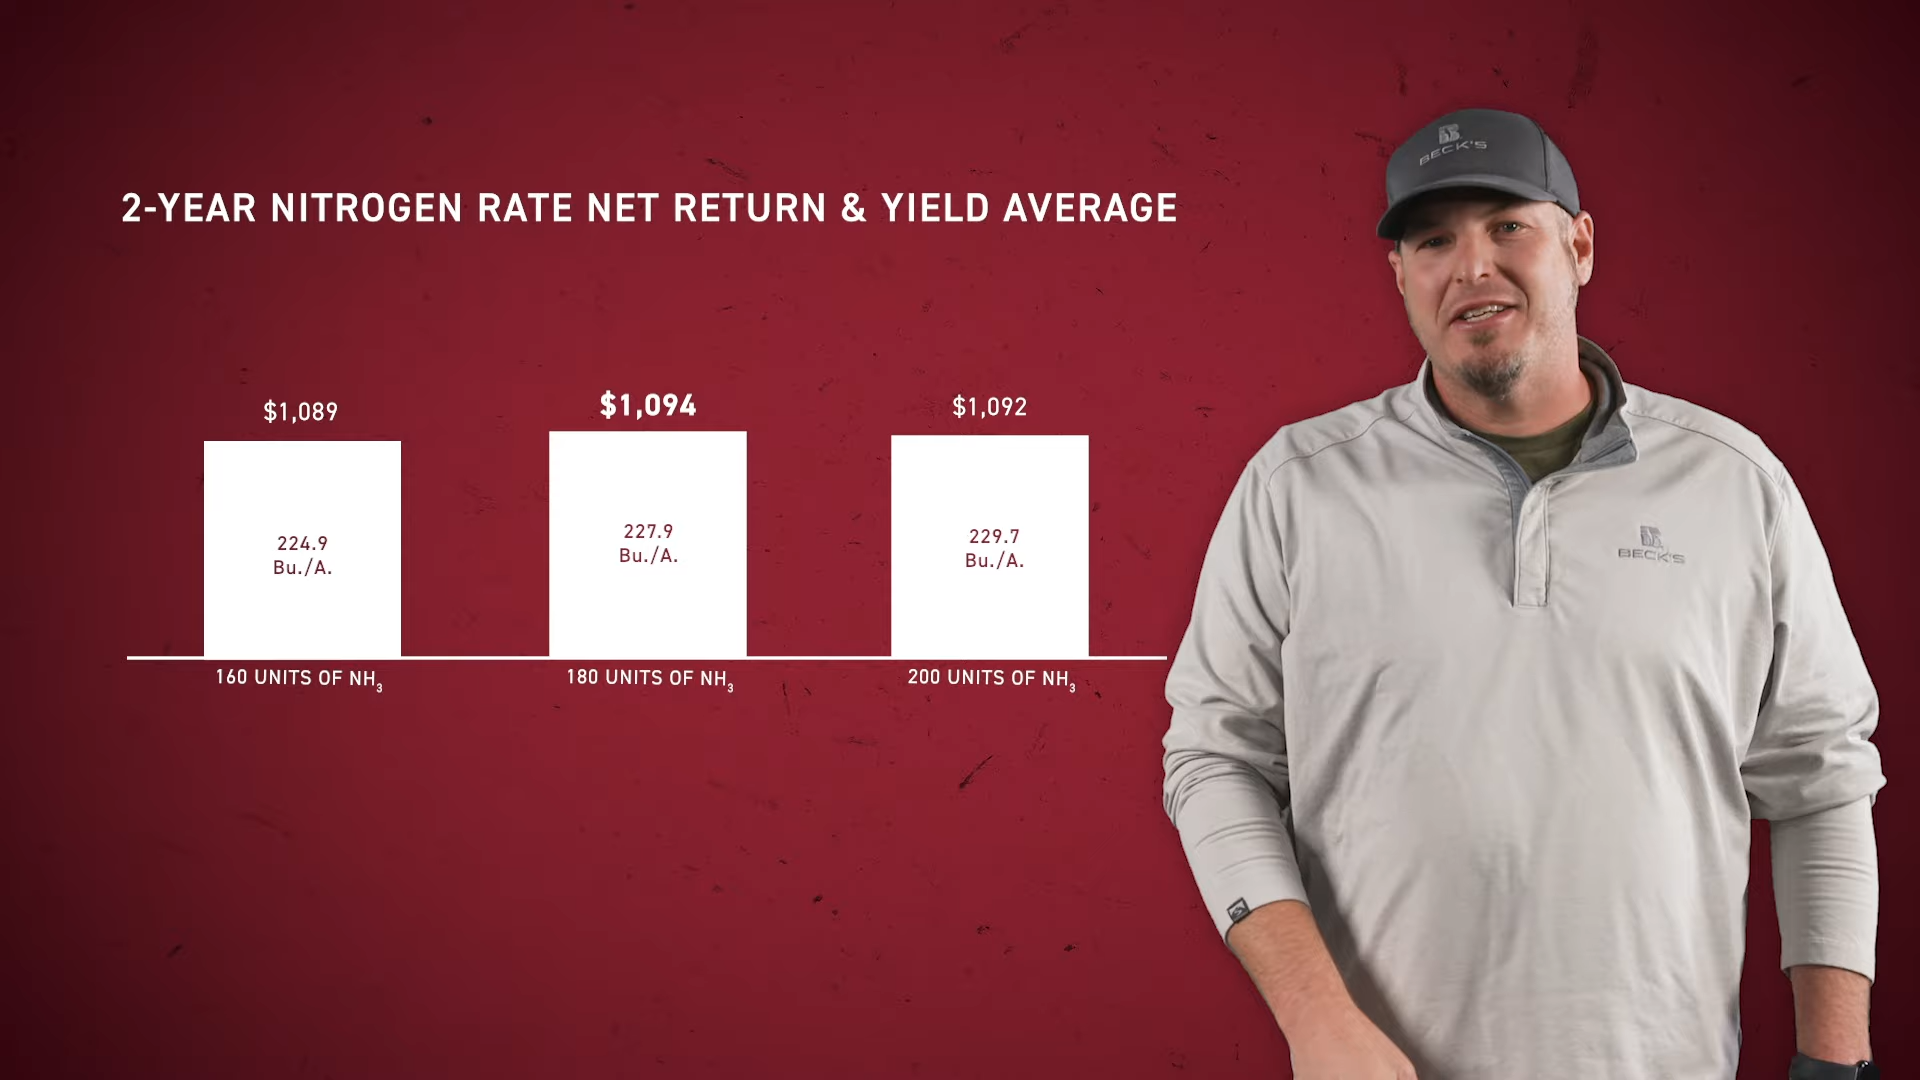 2-YEAR NITROGEN RATE NET RETURN & YIELD AVERAGE
$1,089
$1,094
$1,092
224.9
Bu./A.
227.9
Bu./A.
229.7
Bu./A.
160 UNITS OF NH₃
180 UNITS OF NH₃
200 UNITS OF NH₃
BECK'S
BECK'S